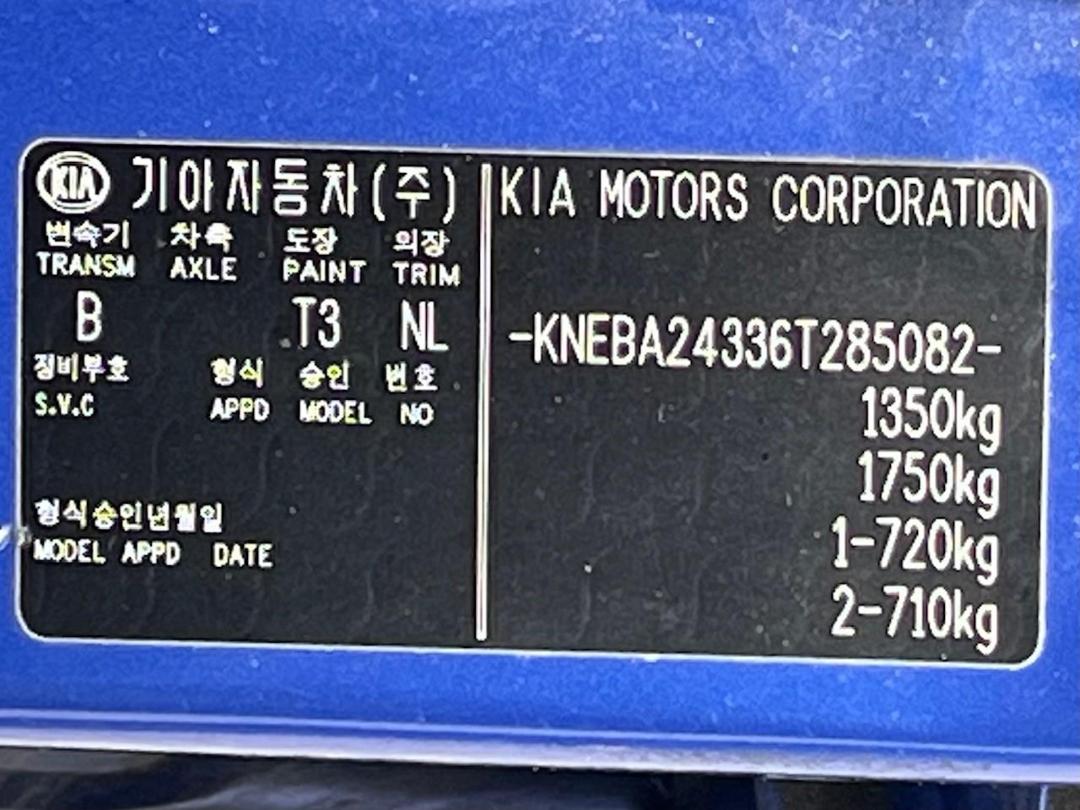 KIA 기아자동차(주)
변속기 차축 도장 외장
TRANSM AXLE PAINT TRIM
B T3 NL
정비부호 형식 승인 번호
S.V.C APPD MODEL NO
형식승인년월일
MODEL APPD DATE
KIA MOTORS CORPORATION
-KNEBA24336T285082-
1350kg
1750kg
1-720kg
2-710kg